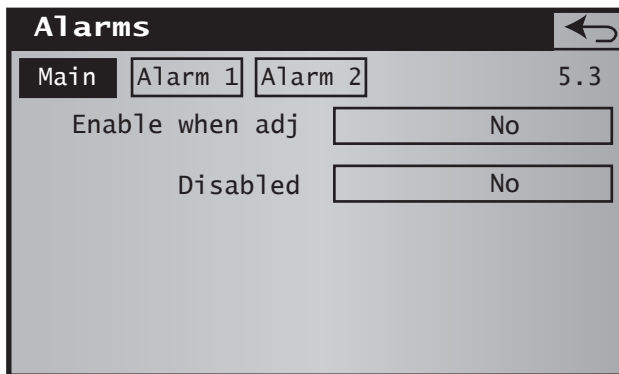 Alarms
Main Alarm 1 Alarm 2 5.3
Enable when adj No
Disabled No